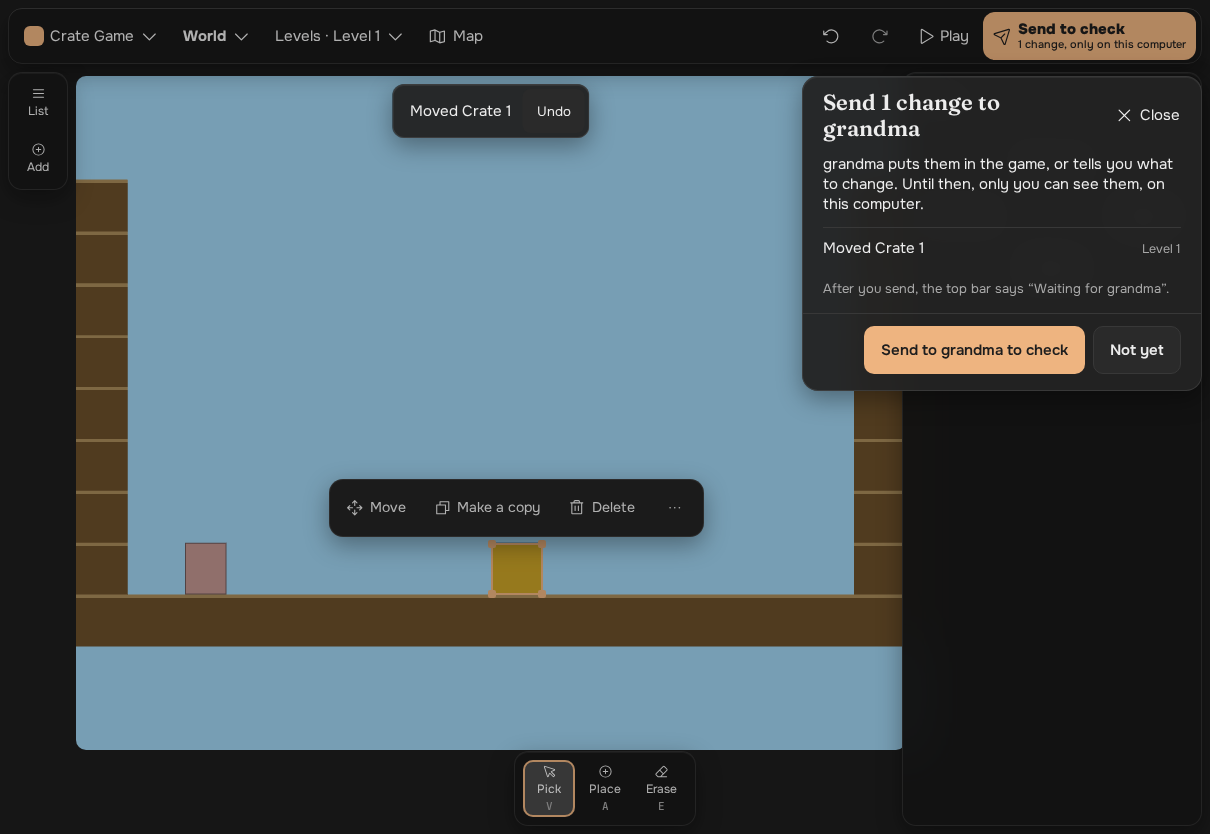 Crate Game
World
Levels · Level 1
Map
Play
Send to check
1 change, only on this computer
List
Add
Moved Crate 1
Undo
Send 1 change to
grandma
Close
grandma puts them in the game, or tells you what
to change. Until then, only you can see them, on
this computer.
Moved Crate 1
Level 1
After you send, the top bar says “Waiting for grandma”.
Send to grandma to check
Not yet
Move
Make a copy
Delete
...
Pick
V
Place
A
Erase
E